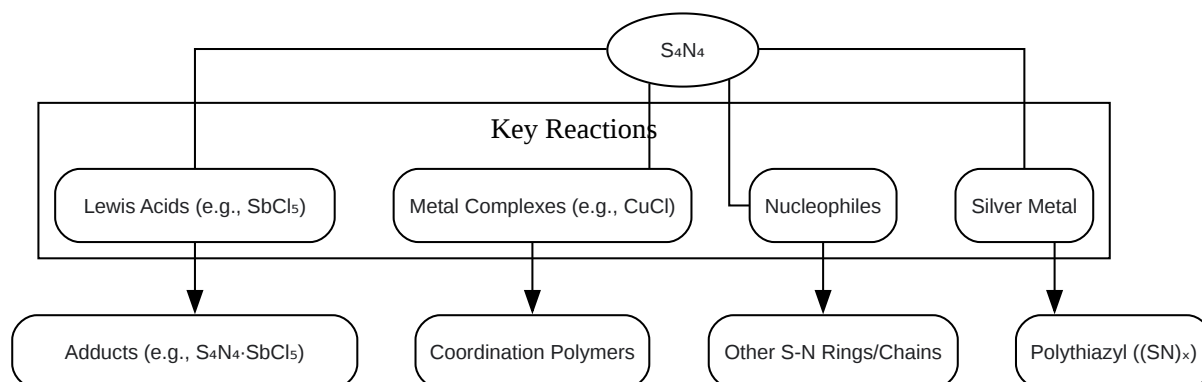 S₄N₄
Key Reactions
Lewis Acids (e.g., SbCl₅)
Metal Complexes (e.g., CuCl)
Nucleophiles
Silver Metal
Adducts (e.g., S₄N₄·SbCl₅)
Coordination Polymers
Other S-N Rings/Chains
Polythiazyl ((SN)ₓ)